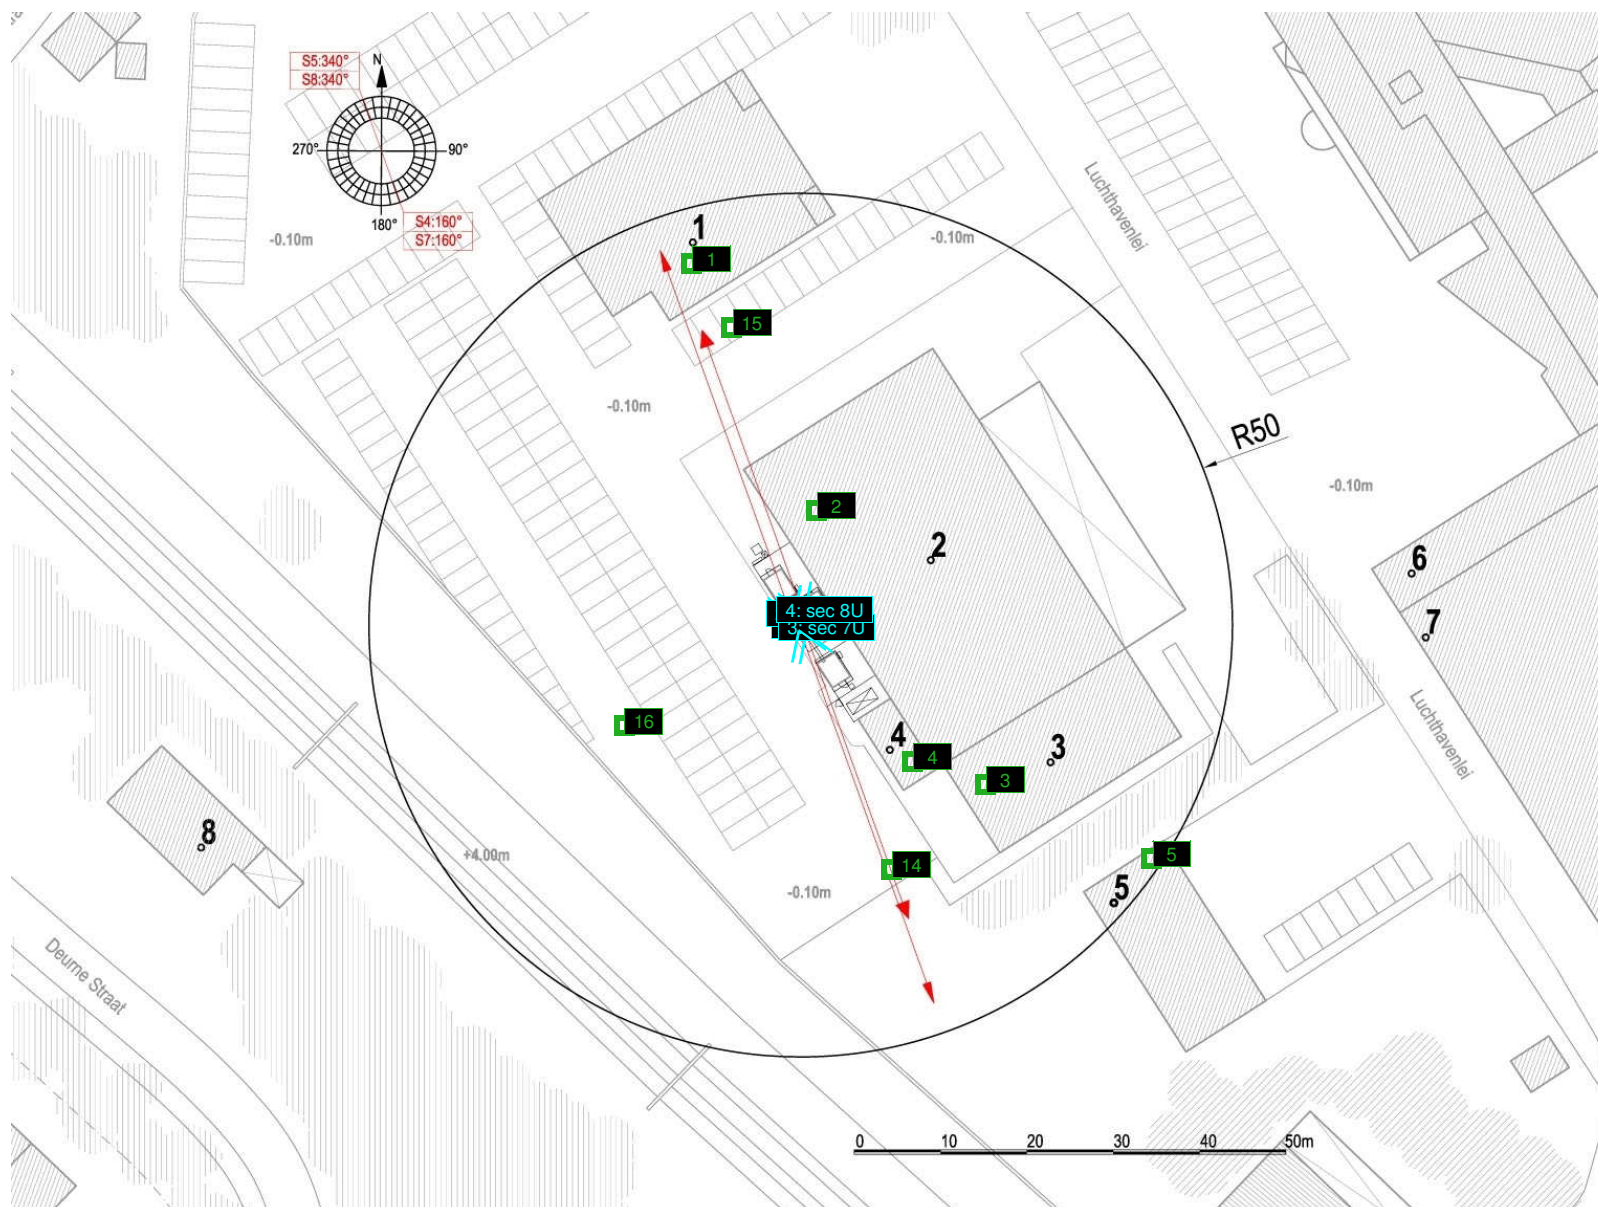 S5:340°
S8:340°
N
270°
90°
180°
S4:160°
S7:160°
-0.10m
1
1
15
-0.10m
Luchthavenlei
-0.10m
R50
-0.10m
2
2
6
7
4: sec 8U
3: sec 7U
16
4
4
3
3
Luchthavenlei
8
+4.00m
-0.10m
14
5
5
Deurne Straat
0 10 20 30 40 50m